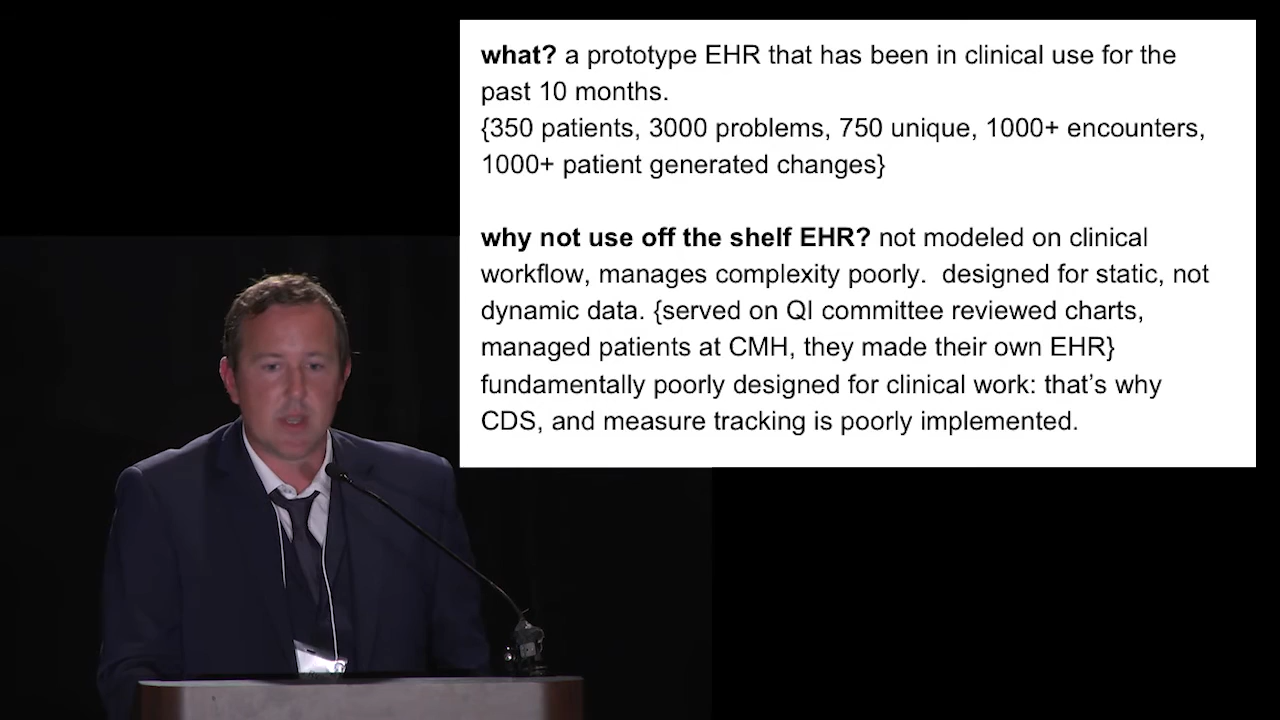 what? a prototype EHR that has been in clinical use for the
past 10 months.
{350 patients, 3000 problems, 750 unique, 1000+ encounters,
1000+ patient generated changes}
why not use off the shelf EHR? not modeled on clinical
workflow, manages complexity poorly.  designed for static, not
dynamic data. {served on QI committee reviewed charts,
managed patients at CMH, they made their own EHR}
fundamentally poorly designed for clinical work: that’s why
CDS, and measure tracking is poorly implemented.